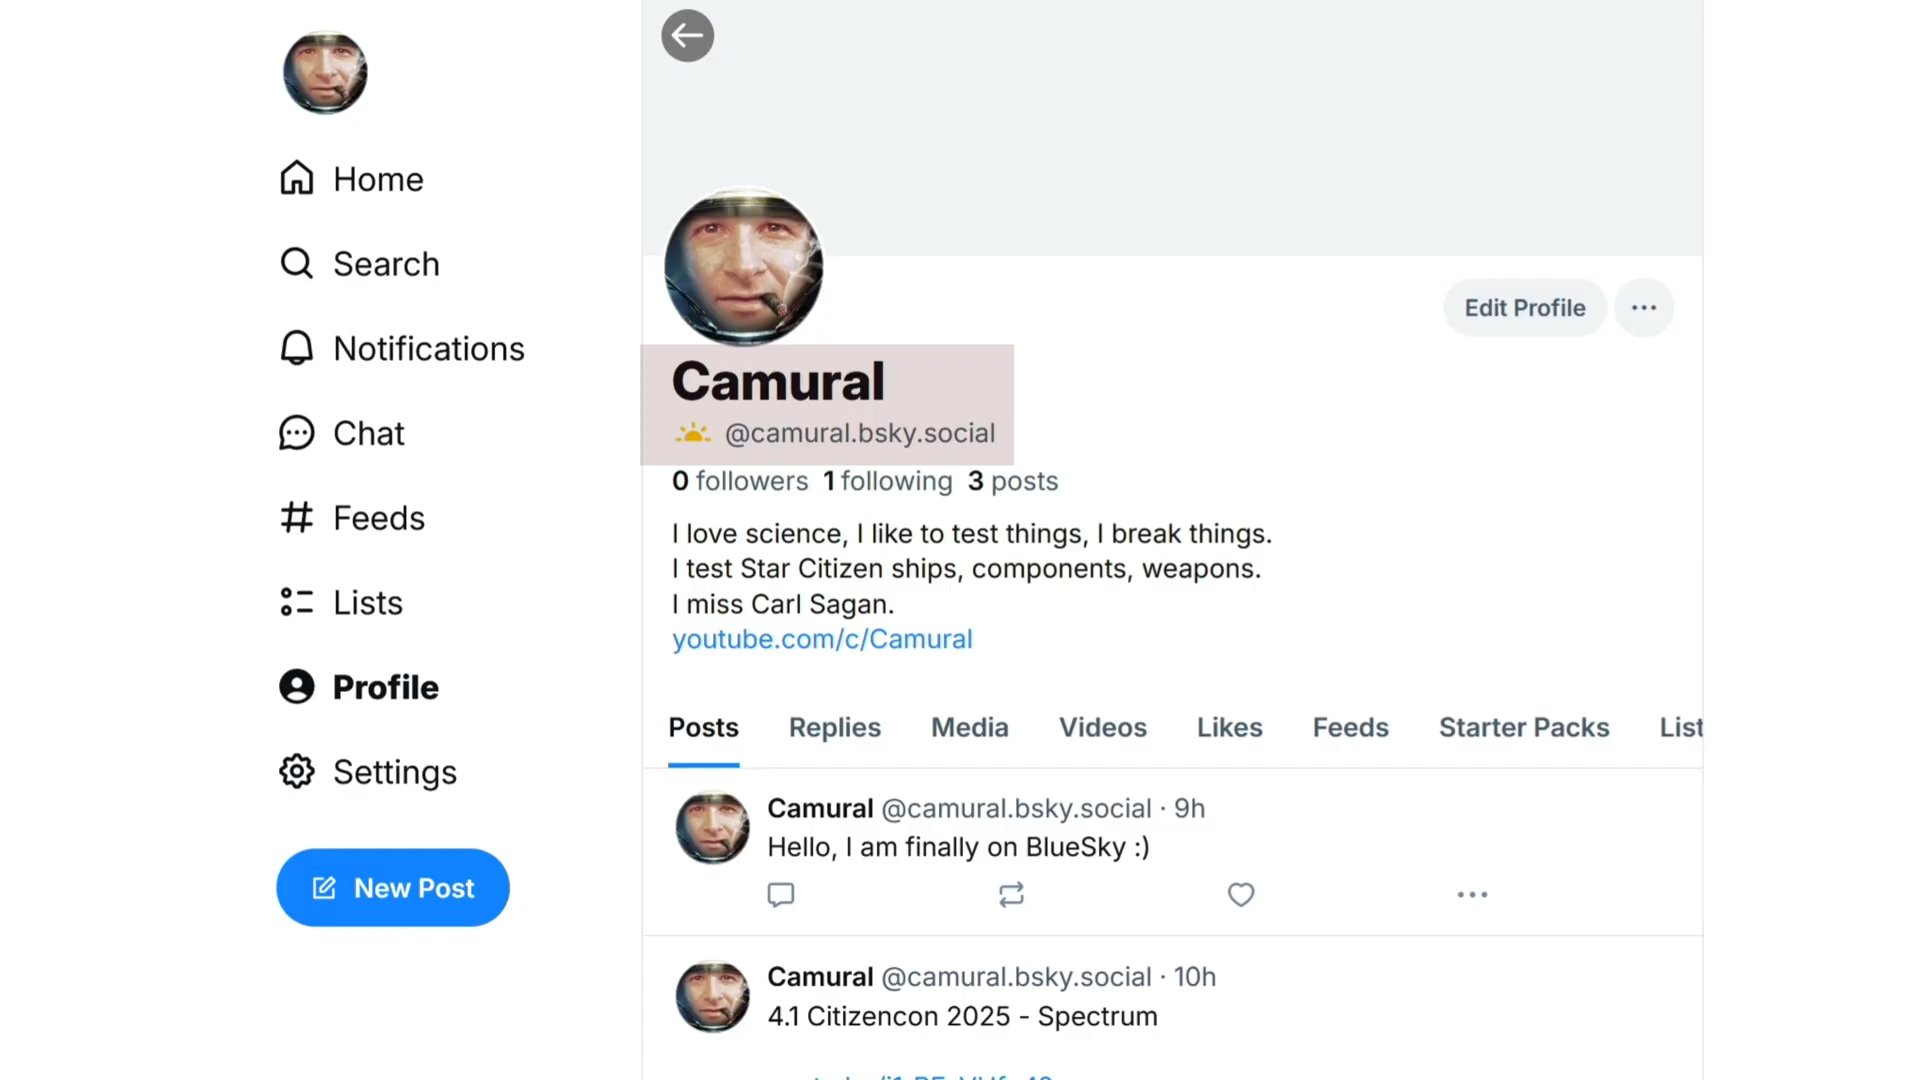 Home
Search
Notifications
Chat
Feeds
Lists
Profile
Settings
New Post
Edit Profile
Camural
@camural.bsky.social
0 followers 1 following 3 posts
I love science, I like to test things, I break things.
I test Star Citizen ships, components, weapons.
I miss Carl Sagan.
youtube.com/c/Camural
Posts Replies Media Videos Likes Feeds Starter Packs List
Camural @camural.bsky.social · 9h
Hello, I am finally on BlueSky :)
Camural @camural.bsky.social · 10h
4.1 Citizencon 2025 - Spectrum